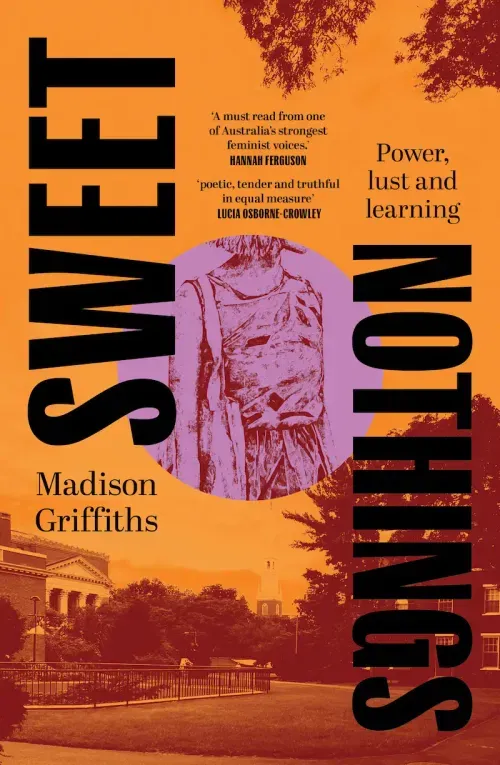 SWEET
NOTHINGS
‘A must read from one
of Australia’s strongest
feminist voices.’
HANNAH FERGUSON
‘poetic, tender and truthful
in equal measure’
LUCIA OSBORNE-CROWLEY
Power,
lust and
learning
Madison
Griffiths